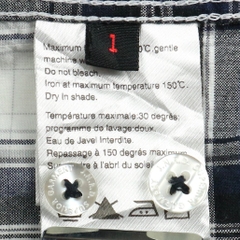 1
Maximum °C,gentle
machine w
Do not bleach.
Iron at maximum temperature 150°C.
Dry in shade.
Température maximale:30 degrés:
programme de lavage:doux.
Eau de Javel Interdite.
Repassage à 150 degrés maximum
à l'abri du soleil